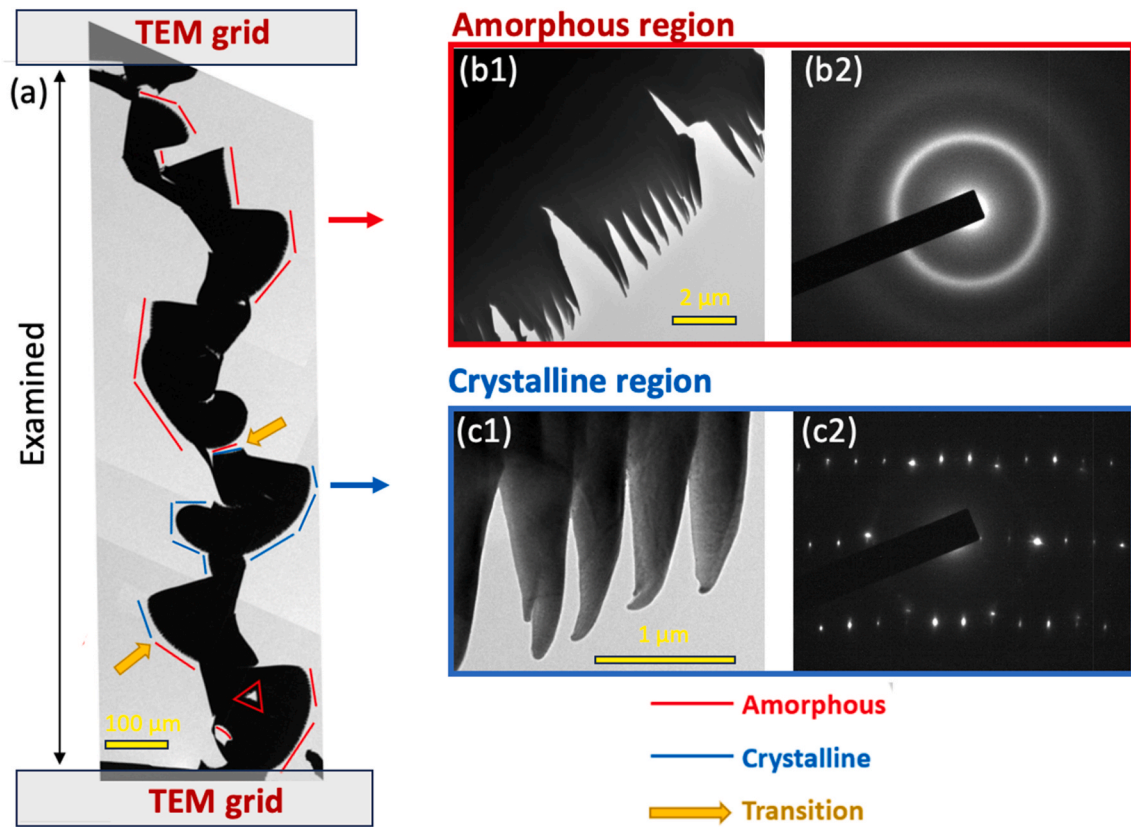 TEM grid
(a)
Examined
100 µm
TEM grid
Amorphous region
(b1)
2 µm
(b2)
Crystalline region
(c1)
1 µm
(c2)
Amorphous
Crystalline
Transition